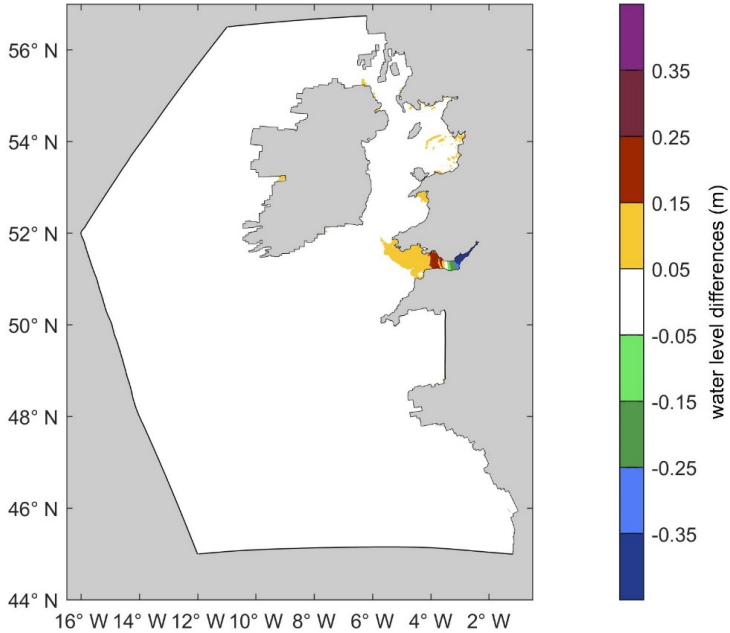 56° N
54° N
52° N
50° N
48° N
46° N
44° N
16° W 14° W 12° W 10° W 8° W 6° W 4° W 2° W
0.35
0.25
0.15
0.05
-0.05
-0.15
-0.25
-0.35
water level differences (m)